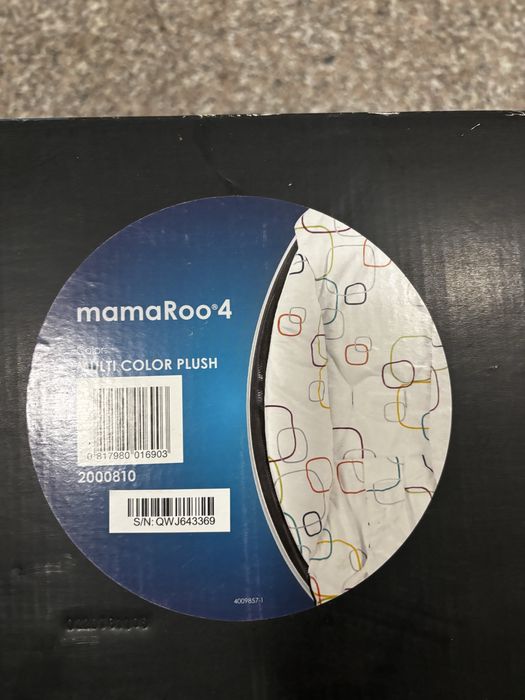 mamaRoo®4
Color:
MULTI COLOR PLUSH
0 817980 016903
2000810
S/N: QWJ643369
4009857-1